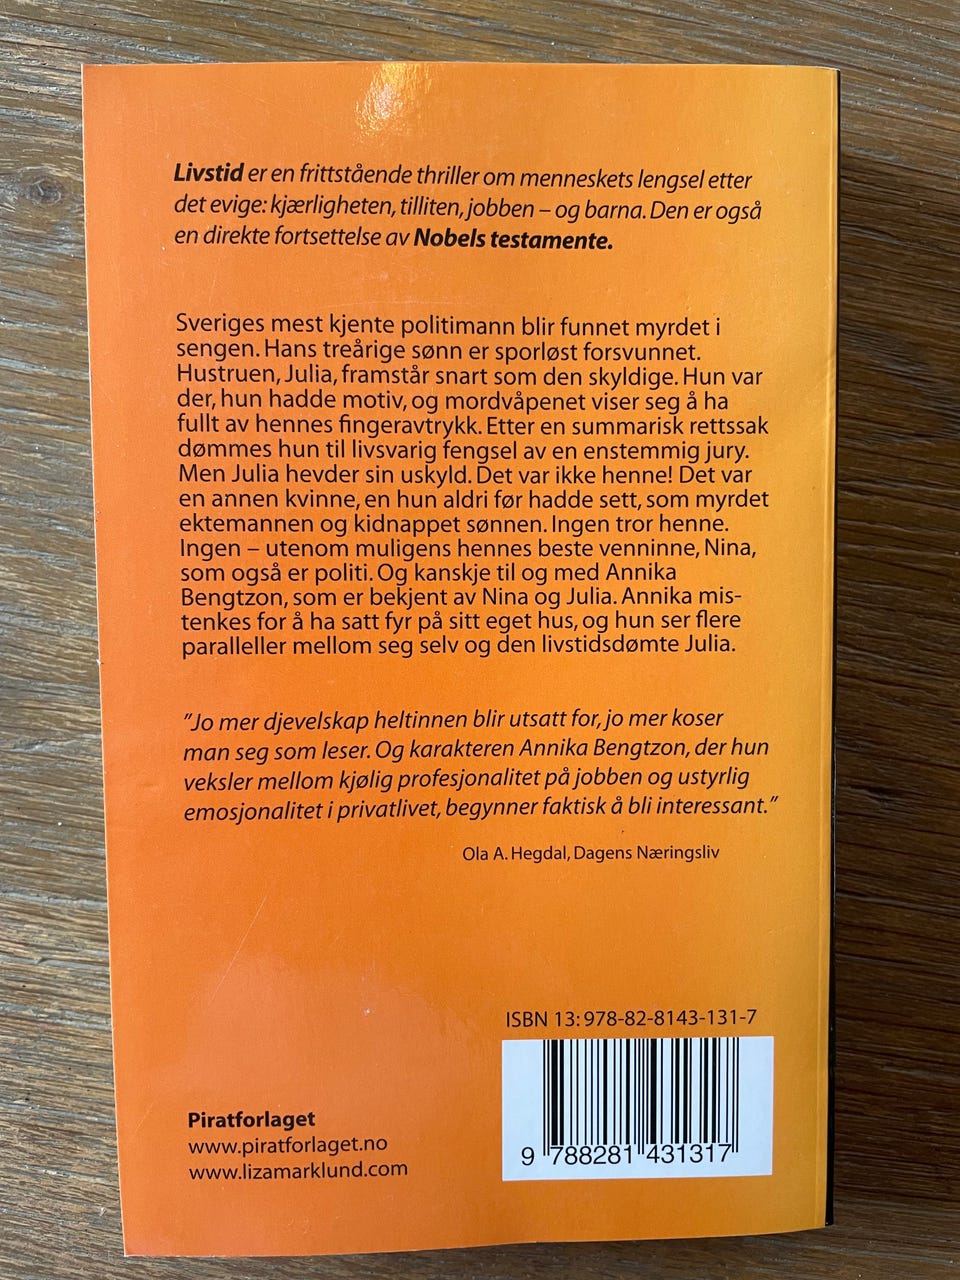 Livstid er en frittstående thriller om menneskets lengsel etter
det evige: kjærligheten, tilliten, jobben – og barna. Den er også
en direkte fortsettelse av Nobels testamente.
Sveriges mest kjente politimann blir funnet myrdet i
sengen. Hans treårige sønn er sporløst forsvunnet.
Hustruen, Julia, framstår snart som den skyldige. Hun var
der, hun hadde motiv, og mordvåpenet viser seg å ha
fullt av hennes fingeravtrykk. Etter en summarisk rettssak
dømmes hun til livsvarig fengsel av en enstemmig jury.
Men Julia hevder sin uskyld. Det var ikke henne! Det var
en annen kvinne, en hun aldri før hadde sett, som myrdet
ektemannen og kidnappet sønnen. Ingen tror henne.
Ingen – utenom muligens hennes beste venninne, Nina,
som også er politi. Og kanskje til og med Annika
Bengtzon, som er bekjent av Nina og Julia. Annika mis-
tenkes for å ha satt fyr på sitt eget hus, og hun ser flere
paralleller mellom seg selv og den livstidsdømte Julia.
”Jo mer djevelskap heltinnen blir utsatt for, jo mer koser
man seg som leser. Og karakteren Annika Bengtzon, der hun
veksler mellom kjølig profesjonalitet på jobben og ustyrlig
emosjonalitet i privatlivet, begynner faktisk å bli interessant.”
Ola A. Hegdal, Dagens Næringsliv
ISBN 13: 978-82-8143-131-7
9 788281 431317
Piratforlaget
www.piratforlaget.no
www.lizamarklund.com